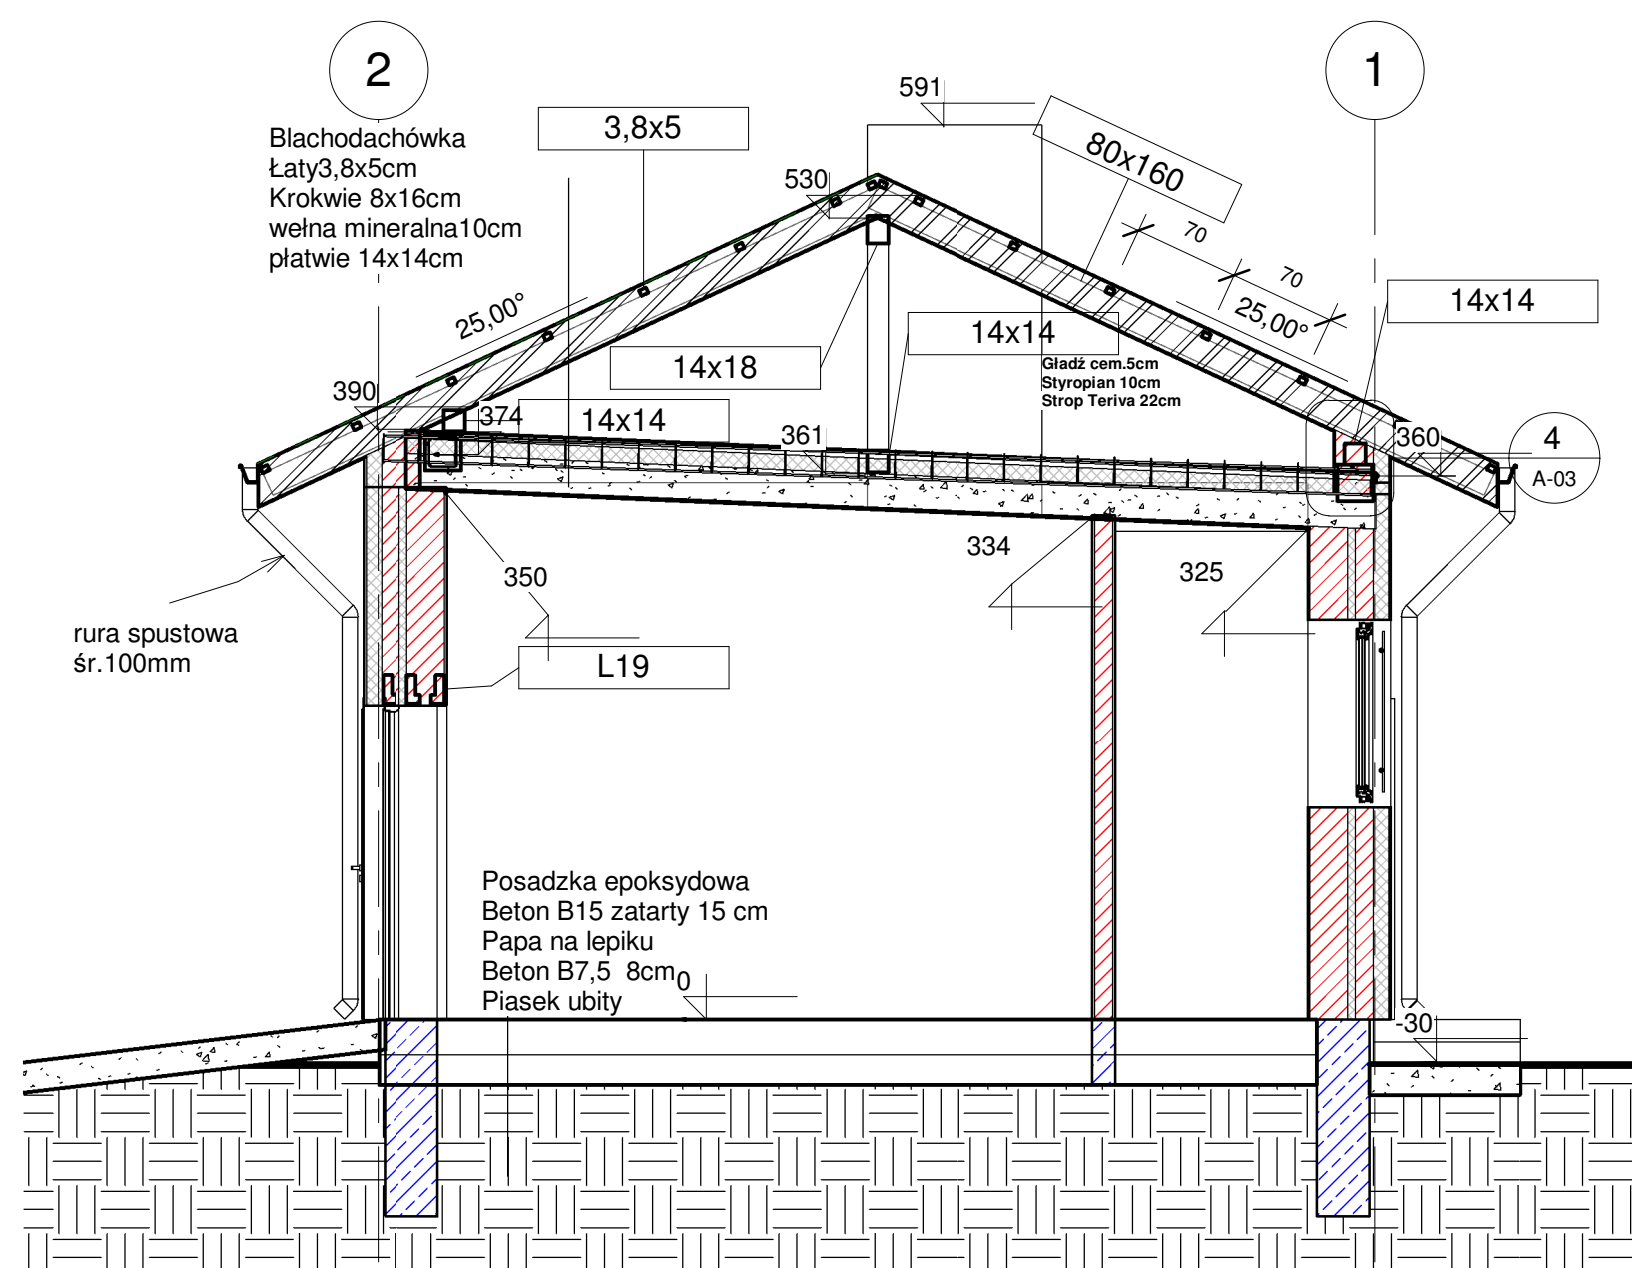 2
1
591
3,8x5
80x160
Blachodachówka
Łaty3,8x5cm
Krokwie 8x16cm
wełna mineralna10cm
płatwie 14x14cm
530
70
70
25,00°
25,00°
14x14
14x14
14x18
Gładź cem.5cm
Styropian 10cm
Strop Teriva 22cm
390
374
14x14
361
360
4
A-03
334
350
325
rura spustowa
śr.100mm
L19
Posadzka epoksydowa
Beton B15 zatarty 15 cm
Papa na lepiku
Beton B7,5 8cm
0
Piasek ubity
-30